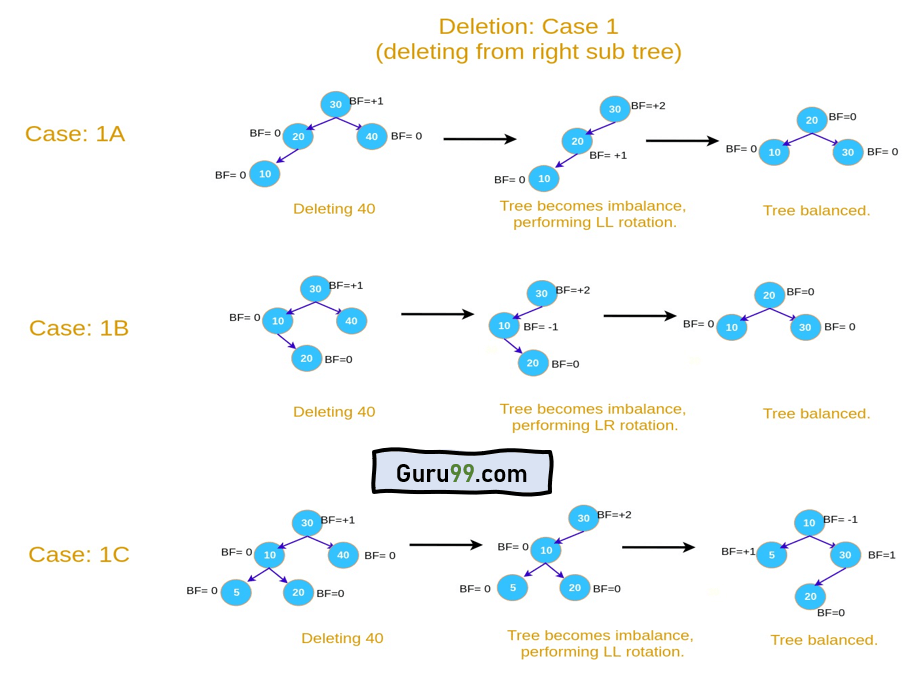 Deletion: Case 1
(deleting from right sub tree)
Case: 1A
30 BF=+1
BF= 0 20 40 BF= 0
BF= 0 10
Deleting 40
30 BF=+2
20
BF= +1
BF= 0 10
Tree becomes imbalance,
performing LL rotation.
20 BF=0
BF= 0 10 30 BF= 0
Tree balanced.
Case: 1B
30 BF=+1
BF= 0 10 40
20 BF=0
Deleting 40
30 BF=+2
10 BF= -1
20 BF=0
Tree becomes imbalance,
performing LR rotation.
20 BF=0
BF= 0 10 30 BF= 0
Tree balanced.
Guru99.com
Case: 1C
30 BF=+1
BF= 0 10 40 BF= 0
BF= 0 5 20 BF=0
Deleting 40
30 BF=+2
BF= 0 10
BF= 0 5 20 BF=0
Tree becomes imbalance,
performing LL rotation.
10 BF= -1
BF=+1 5 30 BF=1
20
BF=0
Tree balanced.